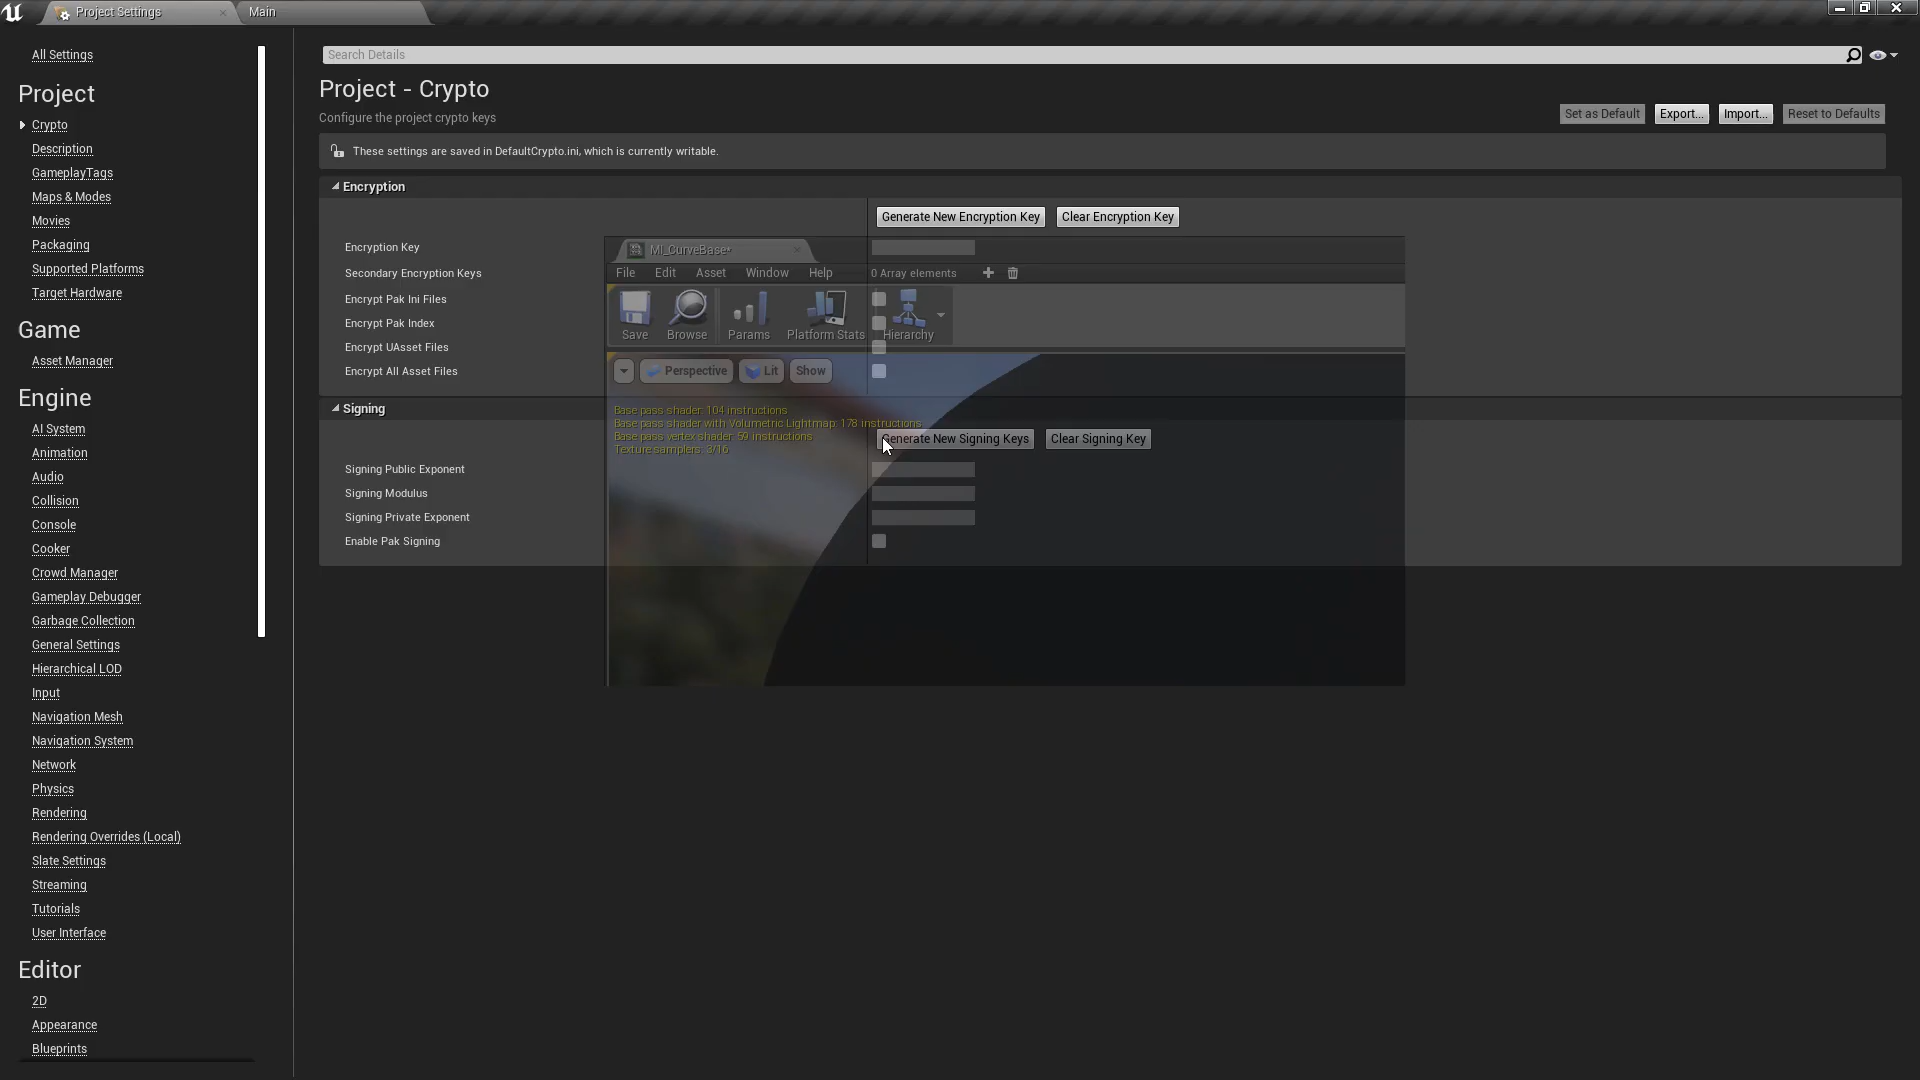 Project Settings
Main
All Settings
Project
Crypto
Description
GameplayTags
Maps & Modes
Movies
Packaging
Supported Platforms
Target Hardware
Game
Asset Manager
Engine
AI System
Animation
Audio
Collision
Console
Cooker
Crowd Manager
Gameplay Debugger
Garbage Collection
General Settings
Hierarchical LOD
Input
Navigation Mesh
Navigation System
Network
Physics
Rendering
Rendering Overrides (Local)
Slate Settings
Streaming
Tutorials
User Interface
Editor
2D
Appearance
Blueprints
Search Details
Project - Crypto
Configure the project crypto keys
Set as Default Export... Import... Reset to Defaults
These settings are saved in DefaultCrypto.ini, which is currently writable.
Encryption
Generate New Encryption Key Clear Encryption Key
Encryption Key
Secondary Encryption Keys 0 Array elements
Encrypt Pak Ini Files
Encrypt Pak Index
Encrypt UAsset Files
Encrypt All Asset Files
Signing
Generate New Signing Keys Clear Signing Key
Signing Public Exponent
Signing Modulus
Signing Private Exponent
Enable Pak Signing
MI_CurveBase*
File Edit Asset Window Help
Save Browse Params Platform Stats Hierarchy
Perspective Lit Show
Base pass shader: 104 instructions
Base pass shader with Volumetric Lightmap: 178 instructions
Base pass vertex shader: 59 instructions
Texture samplers: 3/16